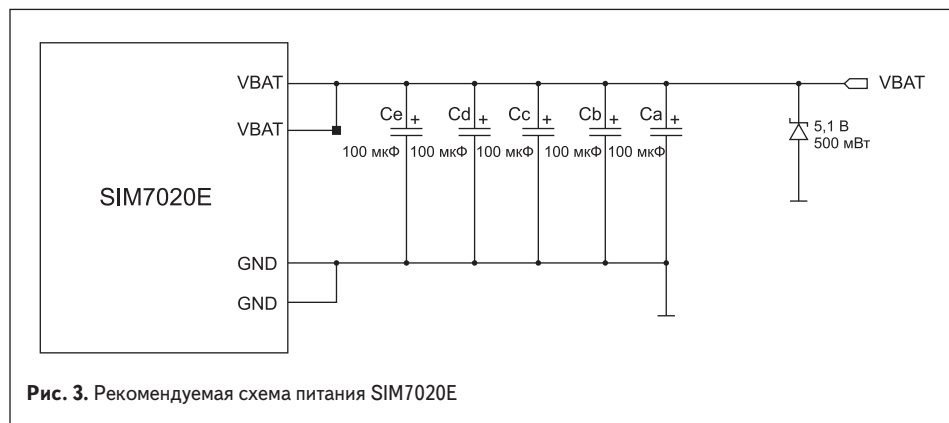 VBAT
VBAT
VBAT
Ce + Cd + Cc + Cb + Ca +
100 мкФ 100 мкФ 100 мкФ 100 мкФ 100 мкФ
5,1 В
500 мВт
SIM7020E
GND
GND
Рис. 3. Рекомендуемая схема питания SIM7020E